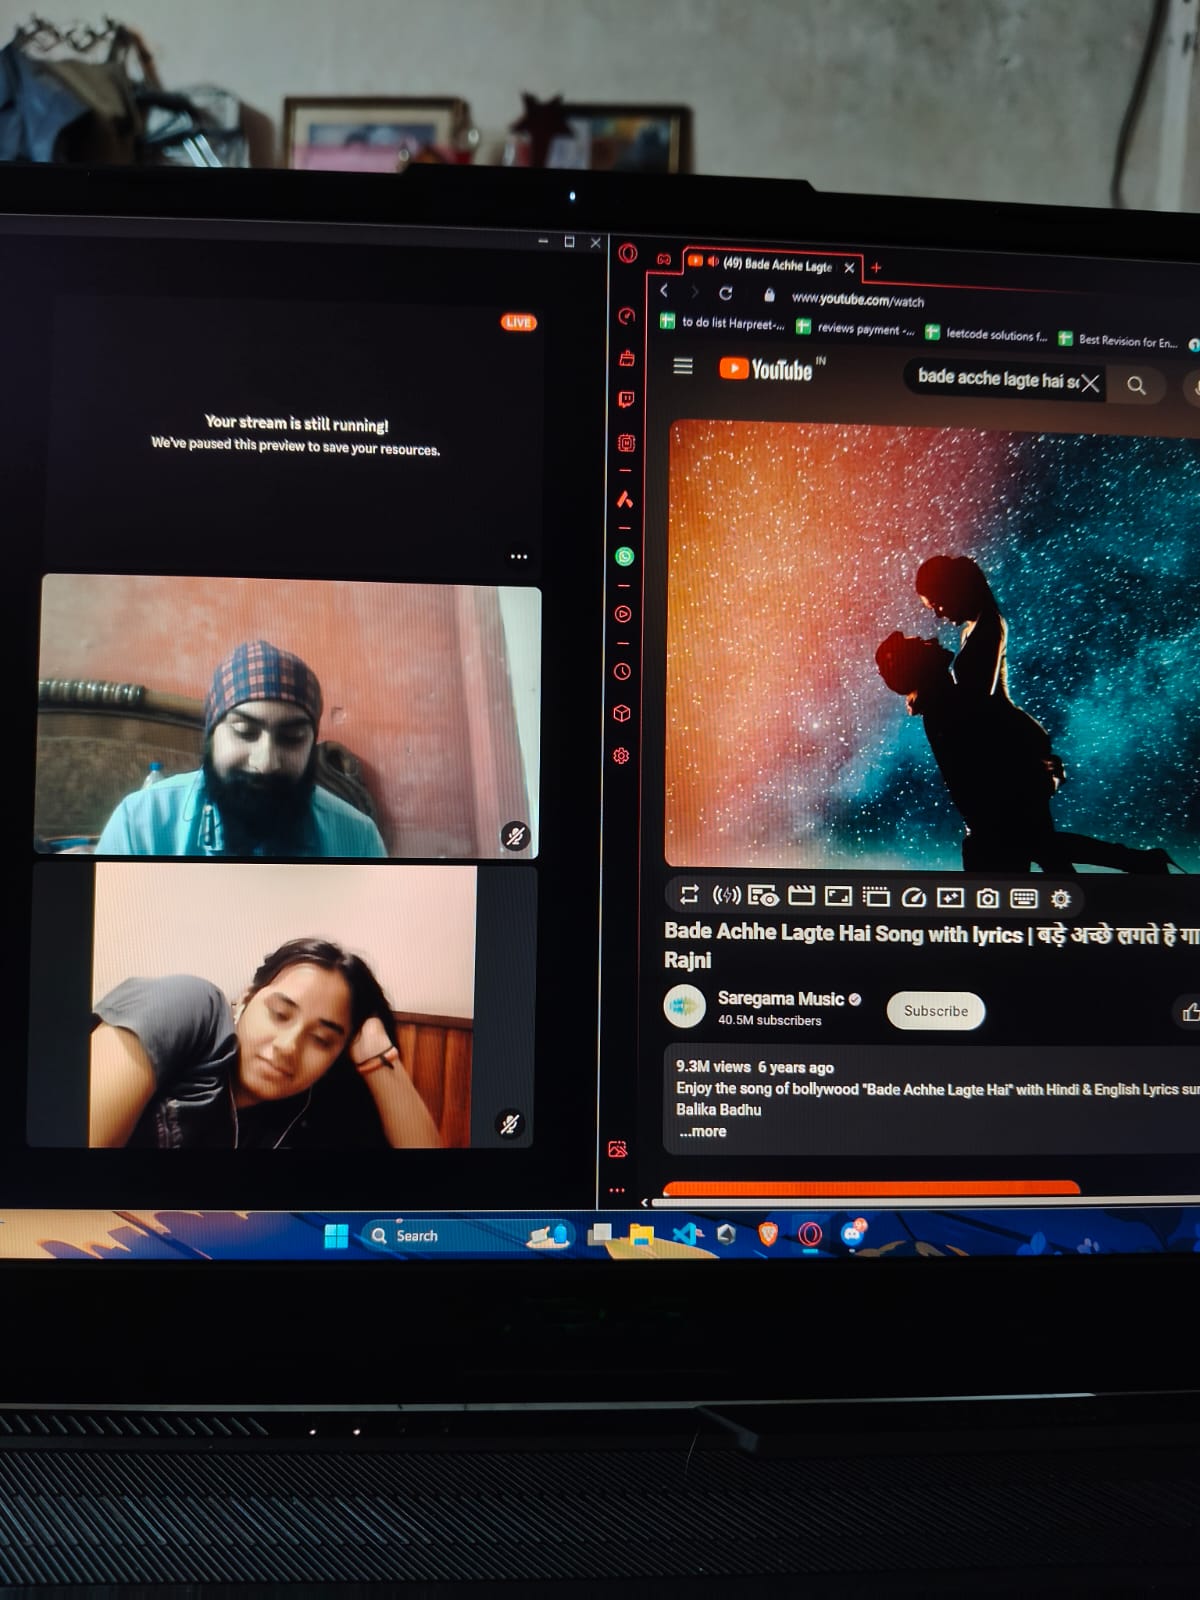 LIVE
Your stream is still running!
We've paused this preview to save your resources.
(49) Bade Achhe Lagte
www.youtube.com/watch
to do list Harpreet-...
reviews payment -...
leetcode solutions f...
Best Revision for En...
YouTube IN
bade acche lagte hai
Bade Achhe Lagte Hai Song with lyrics | बड़े अच्छे लगते है गा
Rajni
Saregama Music
40.5M subscribers
Subscribe
9.3M views 6 years ago
Enjoy the song of bollywood "Bade Achhe Lagte Hai" with Hindi & English Lyrics sun
Balika Badhu
...more
Search
9+